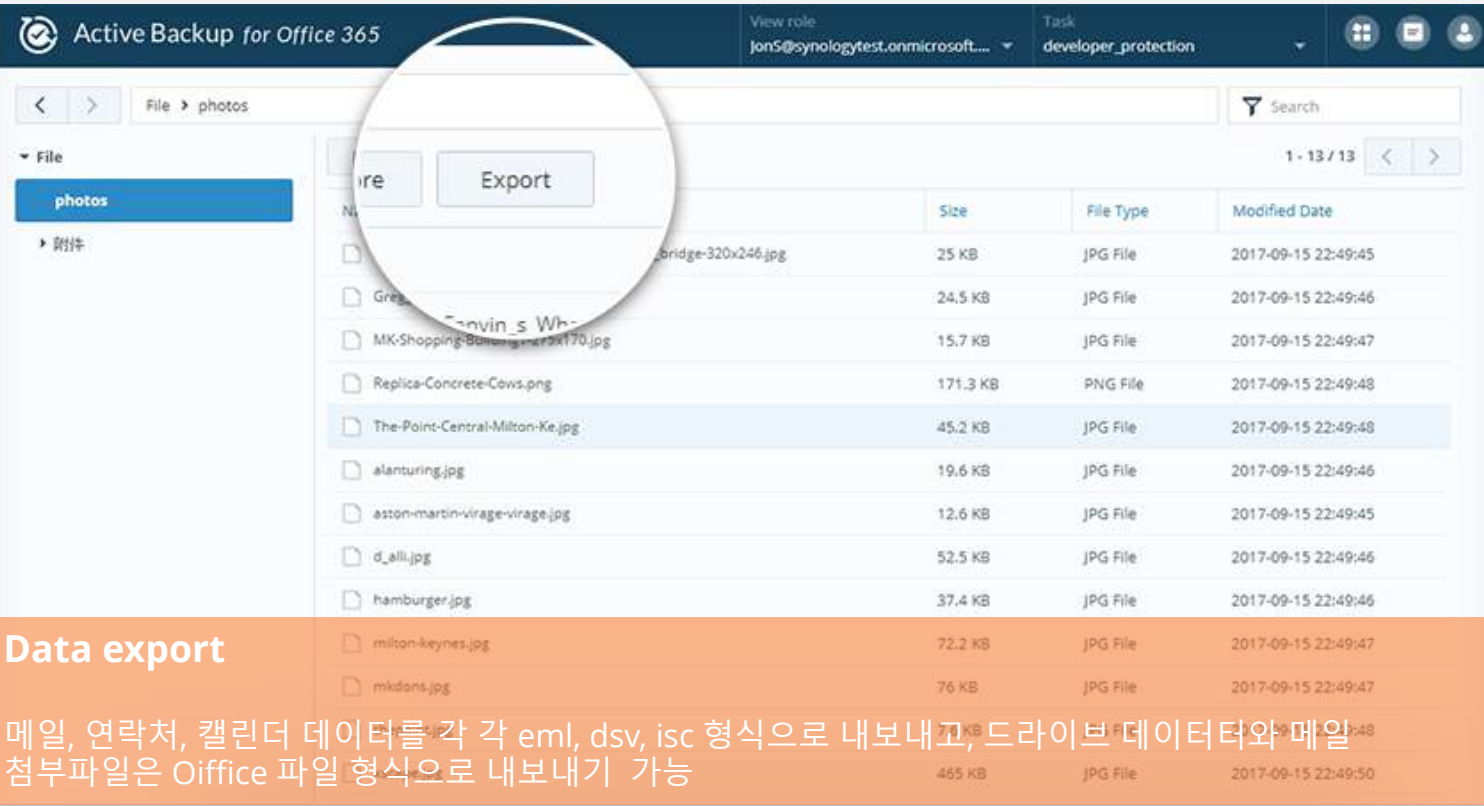 Active Backup for Office 365
View role
JonS@synologytest.onmicrosoft....
Task
developer_protection
File > photos
Search
File
photos
附件
re
Export
1 - 13 / 13
Size File Type Modified Date
_bridge-320x246.jpg 25 KB JPG File 2017-09-15 22:49:45
24.5 KB JPG File 2017-09-15 22:49:46
MK-Shopping 15.7 KB JPG File 2017-09-15 22:49:47
Replica-Concrete-Cows.png 171.3 KB PNG File 2017-09-15 22:49:48
The-Point-Central-Milton-Ke.jpg 45.2 KB JPG File 2017-09-15 22:49:48
alanturing.jpg 19.6 KB JPG File 2017-09-15 22:49:46
aston-martin-virage-virage.jpg 12.6 KB JPG File 2017-09-15 22:49:45
d_alli.jpg 52.5 KB JPG File 2017-09-15 22:49:46
hamburger.jpg 37.4 KB JPG File 2017-09-15 22:49:46
milton-keynes.jpg 72.2 KB JPG File 2017-09-15 22:49:47
mkdons.jpg 76 KB JPG File 2017-09-15 22:49:47
465 KB JPG File 2017-09-15 22:49:50
Data export
메일, 연락처, 캘린더 데이터를 각 각 eml, dsv, isc 형식으로 내보내고, 드라이브 데이터터와 메일
첨부파일은 Oiffice 파일 형식으로 내보내기 가능